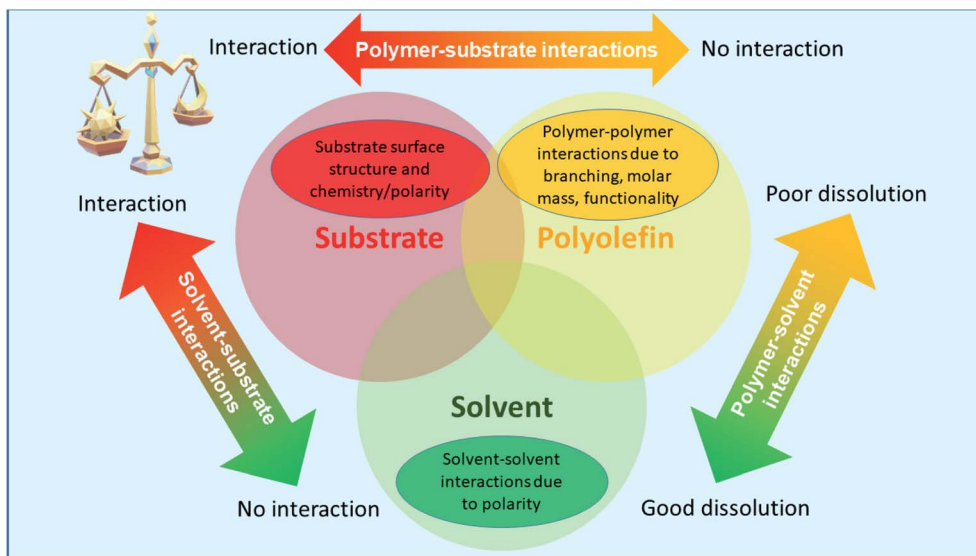 Interaction
Polymer-substrate interactions
No interaction
Substrate surface
structure and
chemistry/polarity
Polymer-polymer
interactions due to
branching, molar
mass, functionality
Interaction
Poor dissolution
Substrate
Polyolefin
Solvent-substrate
interactions
Polymer-solvent
interactions
Solvent
Solvent-solvent
interactions due
to polarity
No interaction
Good dissolution